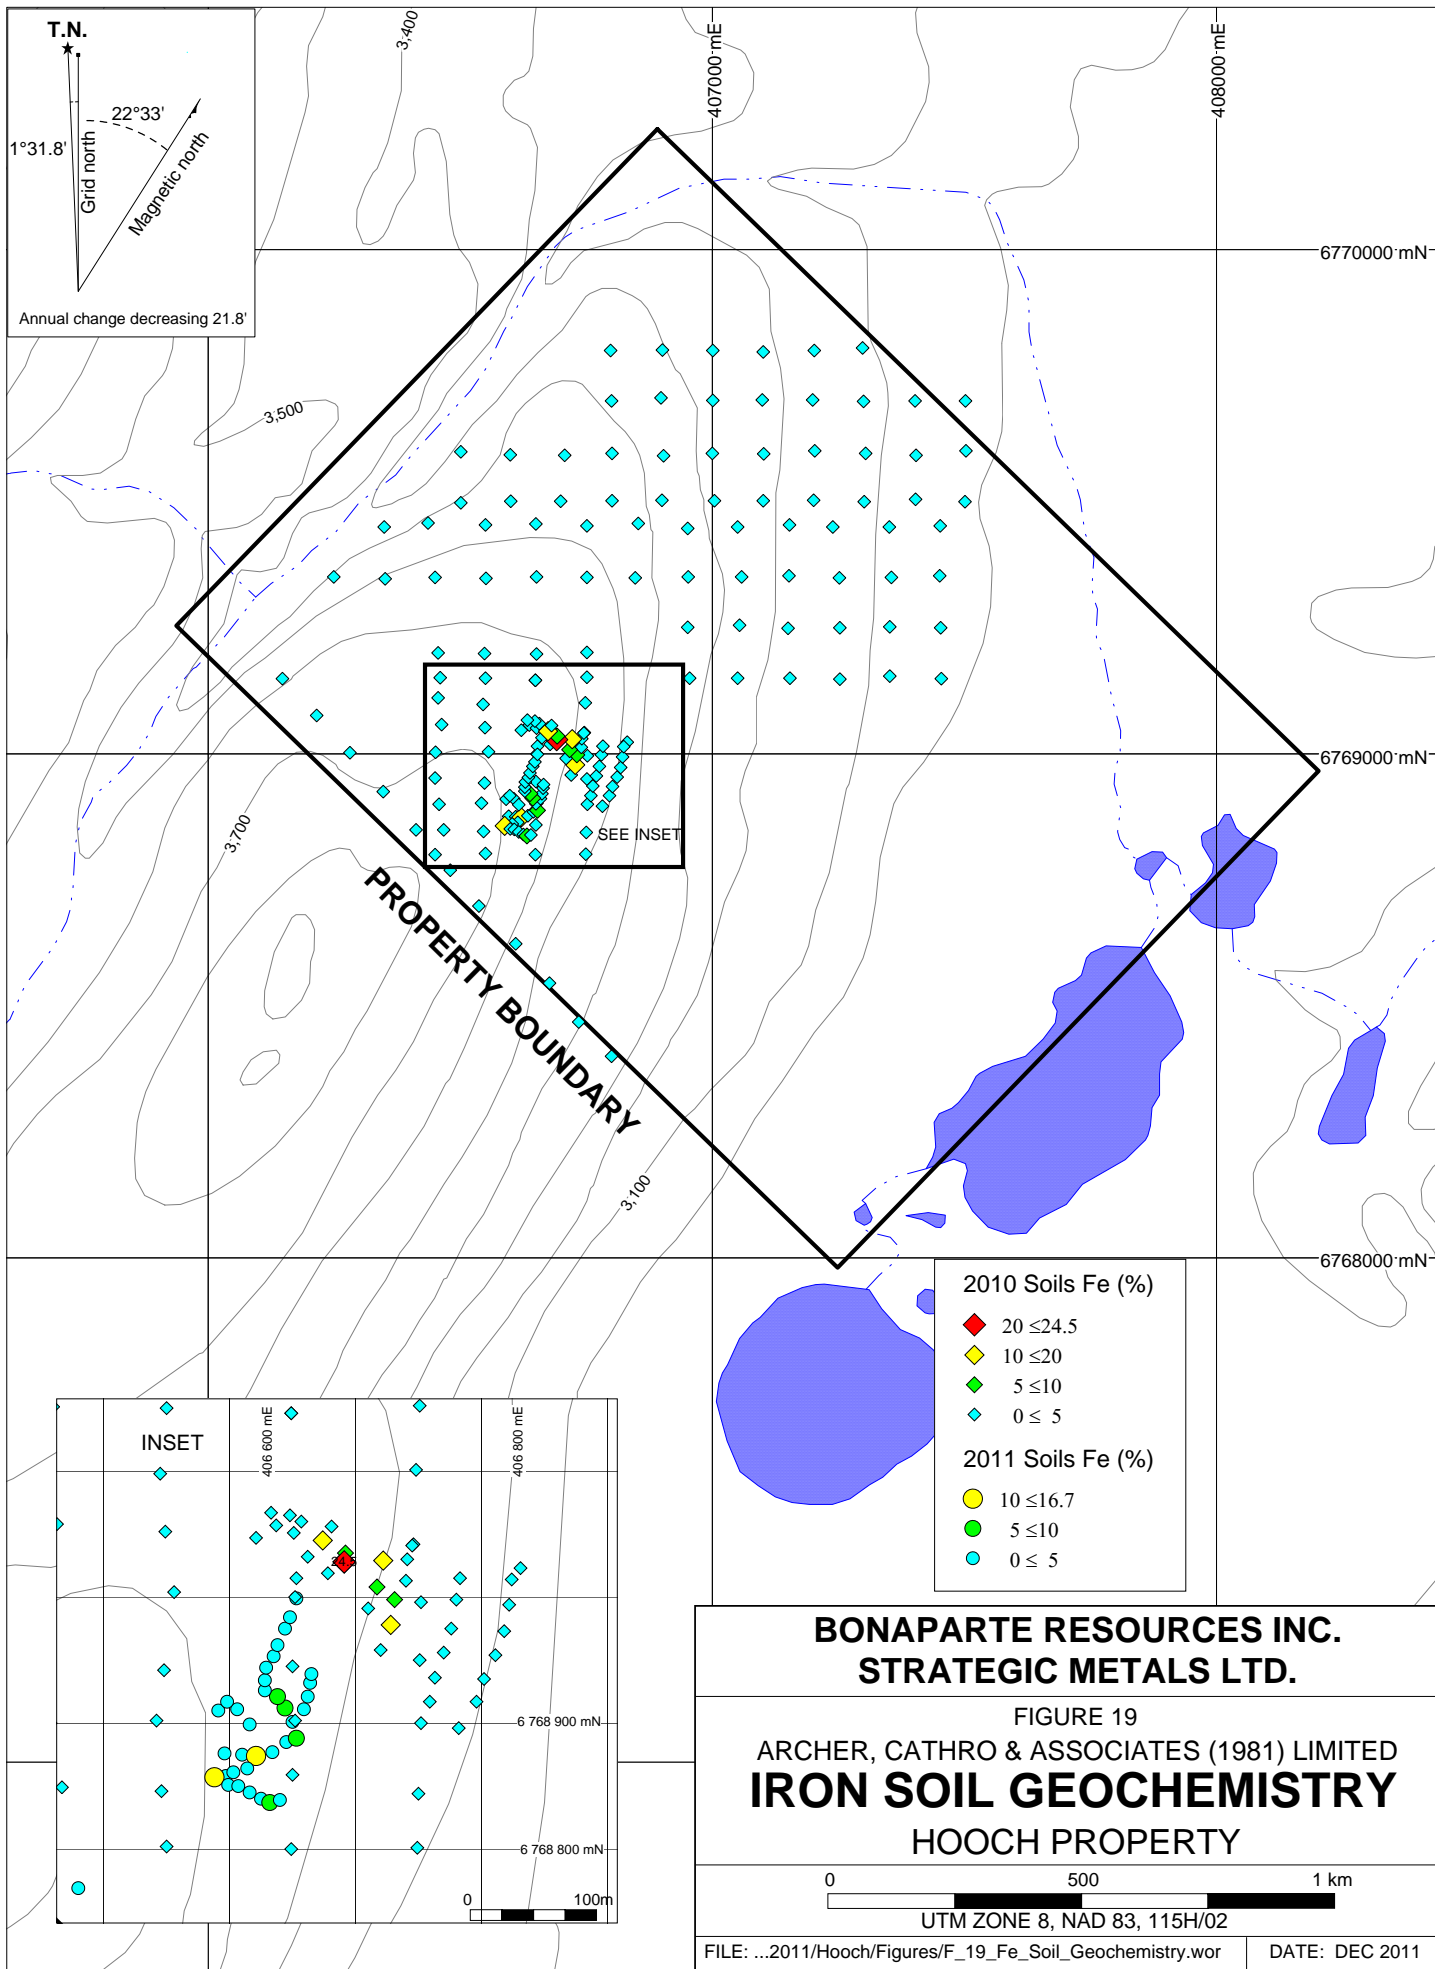 T.N.
22°33'
1°31.8'
Grid north
Magnetic north
Annual change decreasing 21.8'
3,400
407000 mE
408000 mE
6770000 mN
3,500
6769000 mN
SEE INSET
3,700
PROPERTY BOUNDARY
3,100
6768000 mN
2010 Soils Fe (%)
20 ≤24.5
10 ≤20
5 ≤10
0 ≤ 5
2011 Soils Fe (%)
10 ≤16.7
5 ≤10
0 ≤ 5
INSET
406 600 mE
406 800 mE
24.5
6 768 900 mN
6 768 800 mN
0 100m
BONAPARTE RESOURCES INC.
STRATEGIC METALS LTD.
FIGURE 19
ARCHER, CATHRO & ASSOCIATES (1981) LIMITED
IRON SOIL GEOCHEMISTRY
HOOCH PROPERTY
0 500 1 km
UTM ZONE 8, NAD 83, 115H/02
FILE: ...2011/Hooch/Figures/F_19_Fe_Soil_Geochemistry.wor DATE: DEC 2011